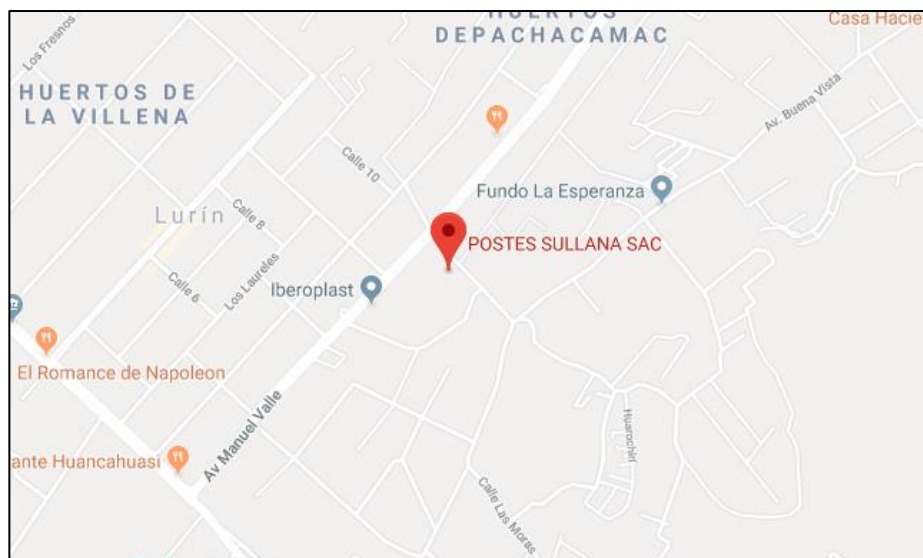 HUERTOS
DEPACHACAMAC
Casa Hacie
Los Fresnos
HUERTOS DE
LA VILLENA
Av. Buena Vista
Calle 10
Fundo La Esperanza
Lurín
Calle 8
POSTES SULLANA SAC
Los Laureles
Calle 6
Iberoplast
El Romance de Napoleon
Av Manuel Valle
Huarochirí
ante Huancahuasi
Calle Las Moras